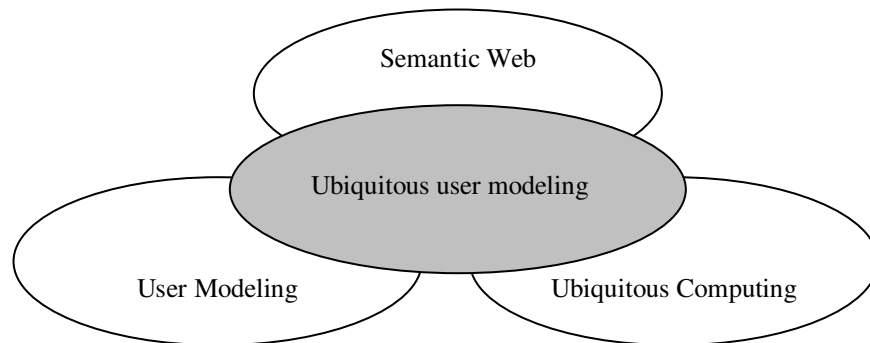 Semantic Web
Ubiquitous user modeling
User Modeling
Ubiquitous Computing